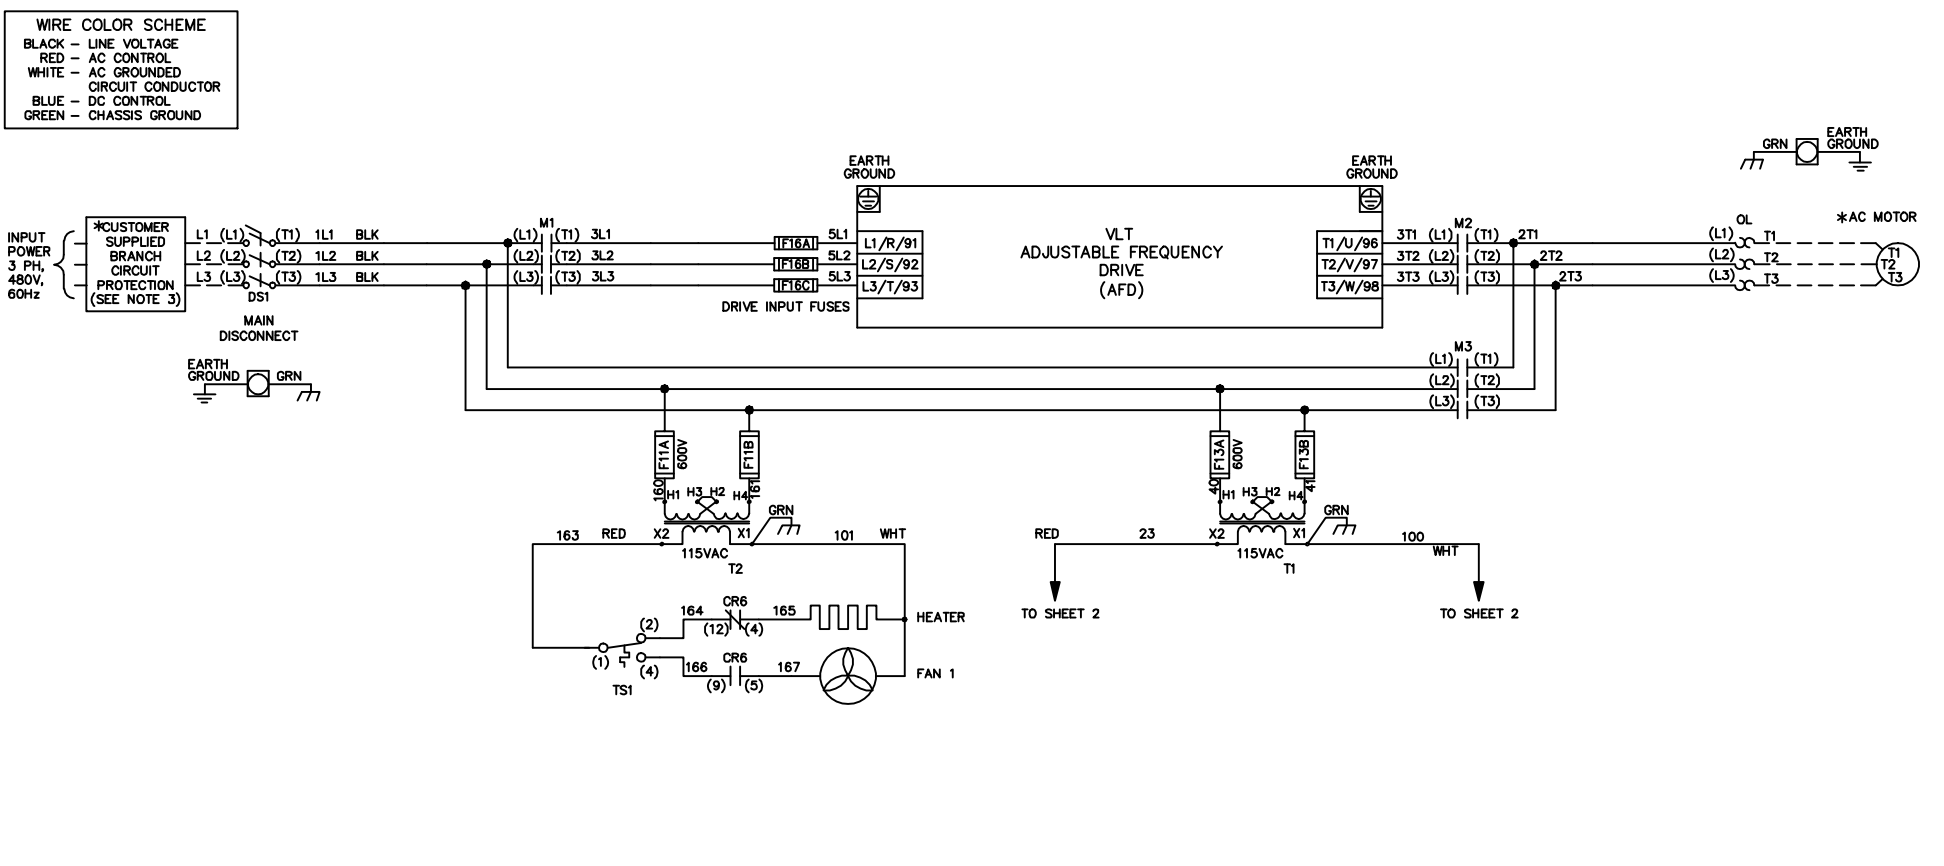 WIRE COLOR SCHEME
BLACK – LINE VOLTAGE
RED – AC CONTROL
WHITE – AC GROUNDED
CIRCUIT CONDUCTOR
BLUE – DC CONTROL
GREEN – CHASSIS GROUND
INPUT
POWER
3 PH,
480V,
60Hz
*CUSTOMER
SUPPLIED
BRANCH
CIRCUIT
PROTECTION
(SEE NOTE 3)
L1 (L1) (T1) 1L1 BLK
L2 (L2) (T2) 1L2 BLK
L3 (L3) (T3) 1L3 BLK
DS1
MAIN
DISCONNECT
EARTH
GROUND
GRN
M1
(L1) (T1) 3L1
(L2) (T2) 3L2
(L3) (T3) 3L3
F16A 5L1
F16B 5L2
F16C 5L3
DRIVE INPUT FUSES
EARTH
GROUND
L1/R/91
L2/S/92
L3/T/93
VLT
ADJUSTABLE FREQUENCY
DRIVE
(AFD)
EARTH
GROUND
T1/U/96
T2/V/97
T3/W/98
M2
3T1 (L1) (T1) 2T1
3T2 (L2) (T2) 2T2
3T3 (L3) (T3) 2T3
GRN
EARTH
GROUND
OL
(L1) T1
(L2) T2
(L3) T3
*AC MOTOR
T1
T2
T3
M3
(L1) (T1)
(L2) (T2)
(L3) (T3)
F11A
600V
F11B
160
161
H1 H3 H2 H4
GRN
163 RED X2 X1 101 WHT
115VAC
T2
CR6
164 165
(12) (4)
HEATER
(2)
(1)
(4)
TS1
CR6
166 167
(9) (5)
FAN 1
F13A
600V
F13B
40
41
H1 H3 H2 H4
GRN
RED 23 X2 X1 100
WHT
115VAC
T1
TO SHEET 2
TO SHEET 2